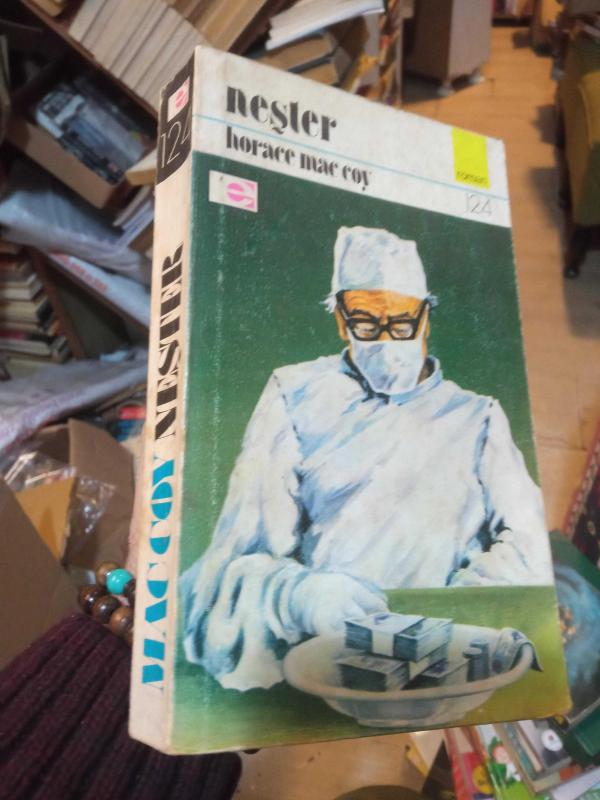 neşter
horace mac coy
roman
124
e
e
124
MAC COY NEŞTER